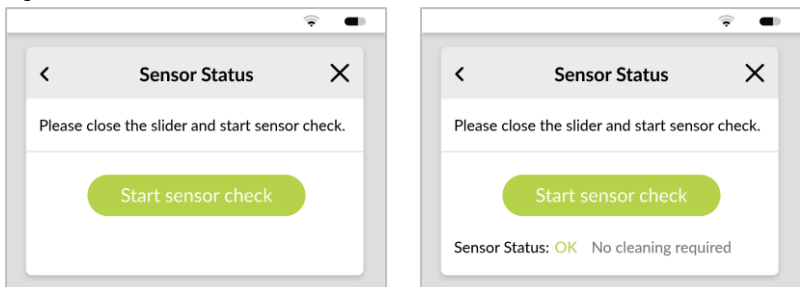 Sensor Status
Please close the slider and start sensor check.
Start sensor check
Sensor Status
Please close the slider and start sensor check.
Start sensor check
Sensor Status: OK No cleaning required